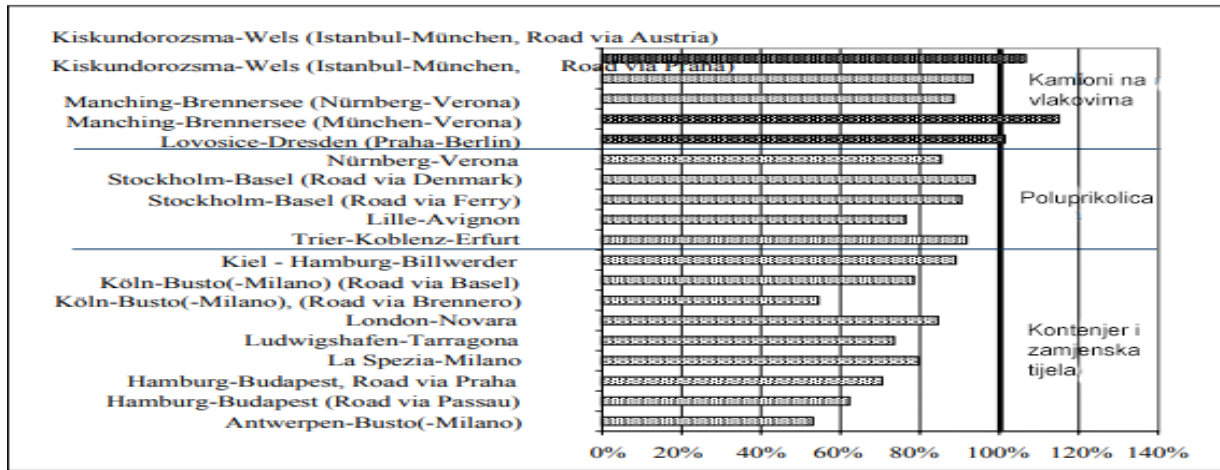 Kiskundorozsma-Wels (Istanbul-München, Road via Austria)
Kiskundorozsma-Wels (Istanbul-München, Road via Praha)
Manching-Brennersee (Nürnberg-Verona)
Manching-Brennersee (München-Verona)
Lovosice-Dresden (Praha-Berlin)
Kamioni na
vlakovima
Nürnberg-Verona
Stockholm-Basel (Road via Denmark)
Stockholm-Basel (Road via Ferry)
Lille-Avignon
Trier-Koblenz-Erfurt
Poluprikolica
Kiel - Hamburg-Billwerder
Köln-Busto(-Milano) (Road via Basel)
Köln-Busto(-Milano), (Road via Brennero)
London-Novara
Ludwigshafen-Tarragona
La Spezia-Milano
Hamburg-Budapest, Road via Praha
Hamburg-Budapest (Road via Passau)
Antwerpen-Busto(-Milano)
Kontenjer i
zamjenska
tijela
0% 20% 40% 60% 80% 100% 120% 140%